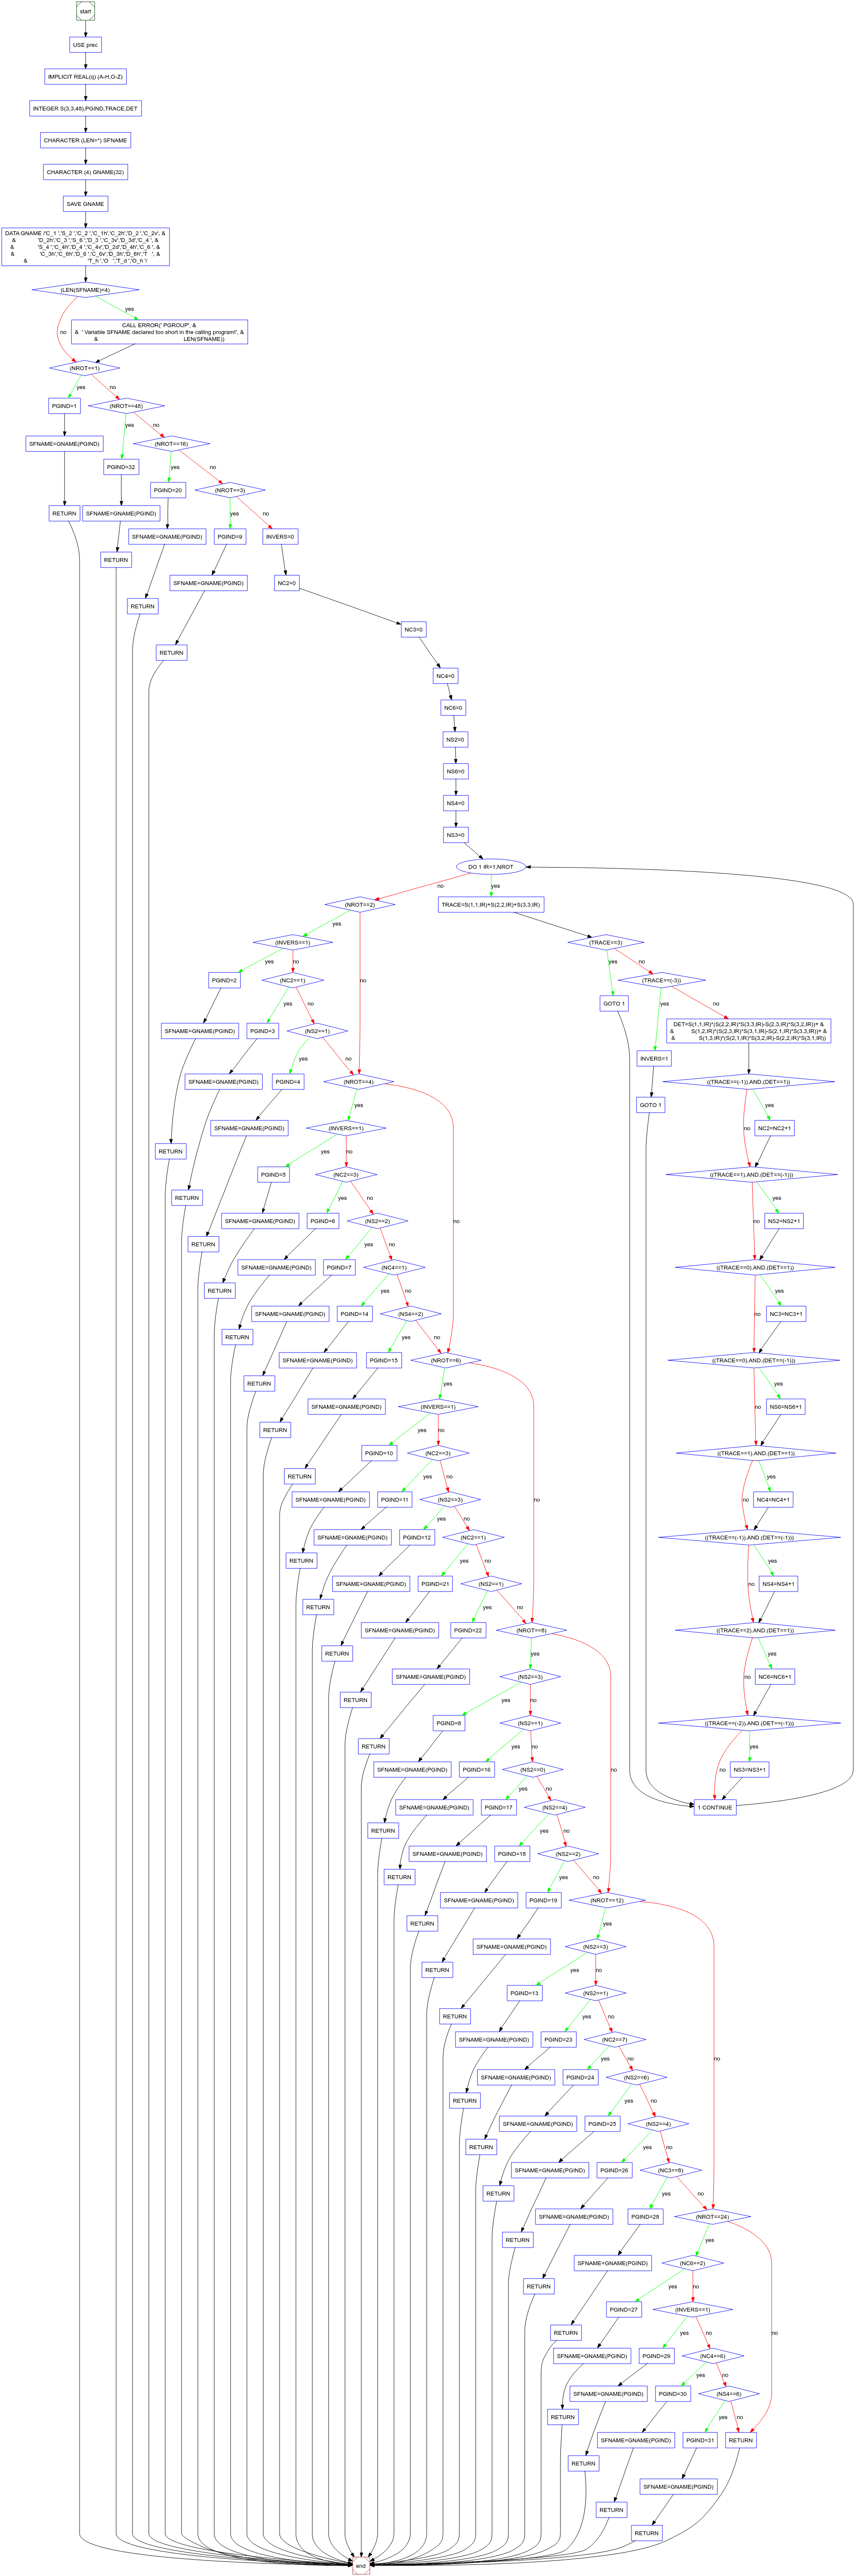 start
USE prec
IMPLICIT REAL(q) (A-H,O-Z)
INTEGER S(3,3,48),PGIND,TRACE,DET
CHARACTER (LEN=*) SFNAME
CHARACTER (4) GNAME(32)
SAVE GNAME
DATA GNAME /'C_1 ','S_2 ','C_2 ','C_1h','C_2h','D_2 ','C_2v', &
& 'D_2h','C_3 ','S_6 ','D_3 ','C_3v','D_3d','C_4 ', &
& 'S_4 ','C_4h','D_4 ','C_4v','D_2d','D_4h','C_6 ', &
& 'C_3h','C_6h','D_6 ','C_6v','D_3h','D_6h','T ', &
& 'T_h ','O ','T_d ','O_h '/
(LEN(SFNAME)<4)
yes
no
CALL ERROR(' PGROUP', &
& ' Variable SFNAME declared too short in the calling program!', &
& LEN(SFNAME))
(NROT==1)
yes
no
PGIND=1
(NROT==48)
yes
no
SFNAME=GNAME(PGIND)
(NROT==16)
yes
no
PGIND=32
PGIND=20
(NROT==3)
yes
no
RETURN
SFNAME=GNAME(PGIND)
SFNAME=GNAME(PGIND)
PGIND=9
INVERS=0
RETURN
SFNAME=GNAME(PGIND)
NC2=0
RETURN
NC3=0
RETURN
NC4=0
NC6=0
NS2=0
NS6=0
NS4=0
NS3=0
DO 1 IR=1,NROT
no
yes
(NROT==2)
TRACE=S(1,1,IR)+S(2,2,IR)+S(3,3,IR)
yes
no
(INVERS==1)
(TRACE==3)
yes
no
yes
no
PGIND=2
(NC2==1)
(TRACE==(-3))
yes
no
yes
no
GOTO 1
SFNAME=GNAME(PGIND)
PGIND=3
(NS2==1)
DET=S(1,1,IR)*(S(2,2,IR)*S(3,3,IR)-S(2,3,IR)*S(3,2,IR))+ &
& S(1,2,IR)*(S(2,3,IR)*S(3,1,IR)-S(2,1,IR)*S(3,3,IR))+ &
& S(1,3,IR)*(S(2,1,IR)*S(3,2,IR)-S(2,2,IR)*S(3,1,IR))
yes
no
INVERS=1
SFNAME=GNAME(PGIND)
PGIND=4
(NROT==4)
((TRACE==(-1)).AND.(DET==1))
yes
no
yes
no
GOTO 1
RETURN
SFNAME=GNAME(PGIND)
(INVERS==1)
NC2=NC2+1
yes
no
RETURN
PGIND=5
(NC2==3)
((TRACE==1).AND.(DET==(-1)))
yes
no
yes
no
RETURN
SFNAME=GNAME(PGIND)
PGIND=6
(NS2==2)
NS2=NS2+1
yes
no
no
RETURN
SFNAME=GNAME(PGIND)
PGIND=7
(NC4==1)
((TRACE==0).AND.(DET==1))
yes
no
yes
no
RETURN
SFNAME=GNAME(PGIND)
PGIND=14
(NS4==2)
NC3=NC3+1
yes
no
RETURN
SFNAME=GNAME(PGIND)
PGIND=15
(NROT==6)
((TRACE==0).AND.(DET==(-1)))
yes
no
yes
no
RETURN
SFNAME=GNAME(PGIND)
(INVERS==1)
NS6=NS6+1
yes
no
RETURN
PGIND=10
(NC2==3)
((TRACE==1).AND.(DET==1))
yes
no
yes
no
RETURN
SFNAME=GNAME(PGIND)
PGIND=11
(NS2==3)
NC4=NC4+1
yes
no
SFNAME=GNAME(PGIND)
PGIND=12
(NC2==1)
((TRACE==(-1)).AND.(DET==(-1)))
yes
no
yes
no
RETURN
SFNAME=GNAME(PGIND)
PGIND=21
(NS2==1)
NS4=NS4+1
yes
no
RETURN
SFNAME=GNAME(PGIND)
PGIND=22
(NROT==8)
((TRACE==2).AND.(DET==1))
yes
no
yes
no
RETURN
SFNAME=GNAME(PGIND)
(NS2==3)
NC6=NC6+1
yes
no
RETURN
PGIND=8
(NS2==1)
((TRACE==(-2)).AND.(DET==(-1)))
yes
no
yes
no
RETURN
SFNAME=GNAME(PGIND)
PGIND=16
(NS2==0)
NS3=NS3+1
yes
no
RETURN
SFNAME=GNAME(PGIND)
PGIND=17
(NS2==4)
1 CONTINUE
yes
no
RETURN
SFNAME=GNAME(PGIND)
PGIND=18
(NS2==2)
yes
no
RETURN
SFNAME=GNAME(PGIND)
PGIND=19
(NROT==12)
yes
no
RETURN
SFNAME=GNAME(PGIND)
(NS2==3)
yes
no
RETURN
PGIND=13
(NS2==1)
yes
no
RETURN
SFNAME=GNAME(PGIND)
PGIND=23
(NC2==7)
yes
no
RETURN
SFNAME=GNAME(PGIND)
PGIND=24
(NS2==6)
yes
no
RETURN
SFNAME=GNAME(PGIND)
PGIND=25
(NS2==4)
yes
no
RETURN
SFNAME=GNAME(PGIND)
PGIND=26
(NC3==8)
yes
no
RETURN
SFNAME=GNAME(PGIND)
PGIND=28
(NROT==24)
yes
no
RETURN
SFNAME=GNAME(PGIND)
(NC6==2)
yes
no
RETURN
PGIND=27
(INVERS==1)
yes
no
RETURN
SFNAME=GNAME(PGIND)
PGIND=29
(NC4==6)
yes
no
SFNAME=GNAME(PGIND)
PGIND=30
(NS4==6)
yes
no
RETURN
SFNAME=GNAME(PGIND)
PGIND=31
RETURN
RETURN
SFNAME=GNAME(PGIND)
RETURN
RETURN
end